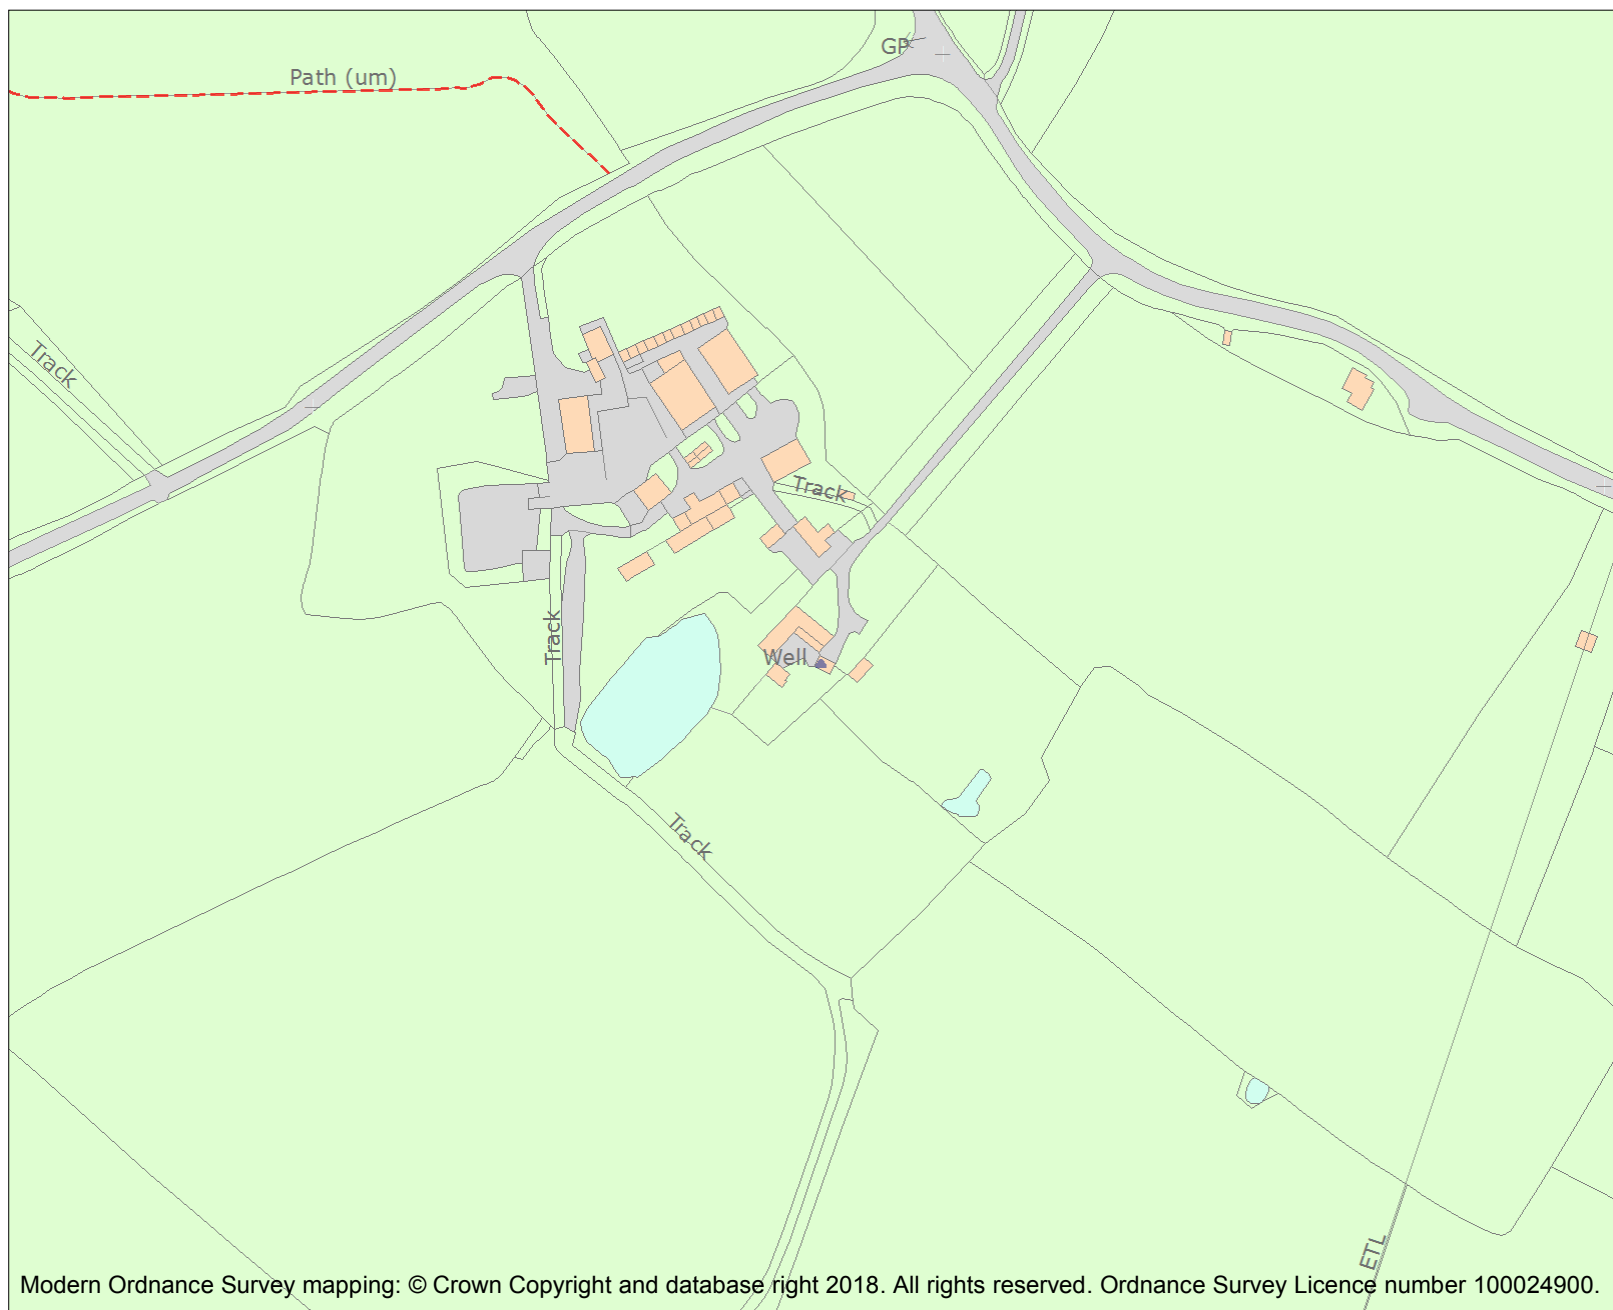 GP
Path (um)
Track
Track
Track
Well
Track
ETL
Modern Ordnance Survey mapping: © Crown Copyright and database right 2018. All rights reserved. Ordnance Survey Licence number 100024900.